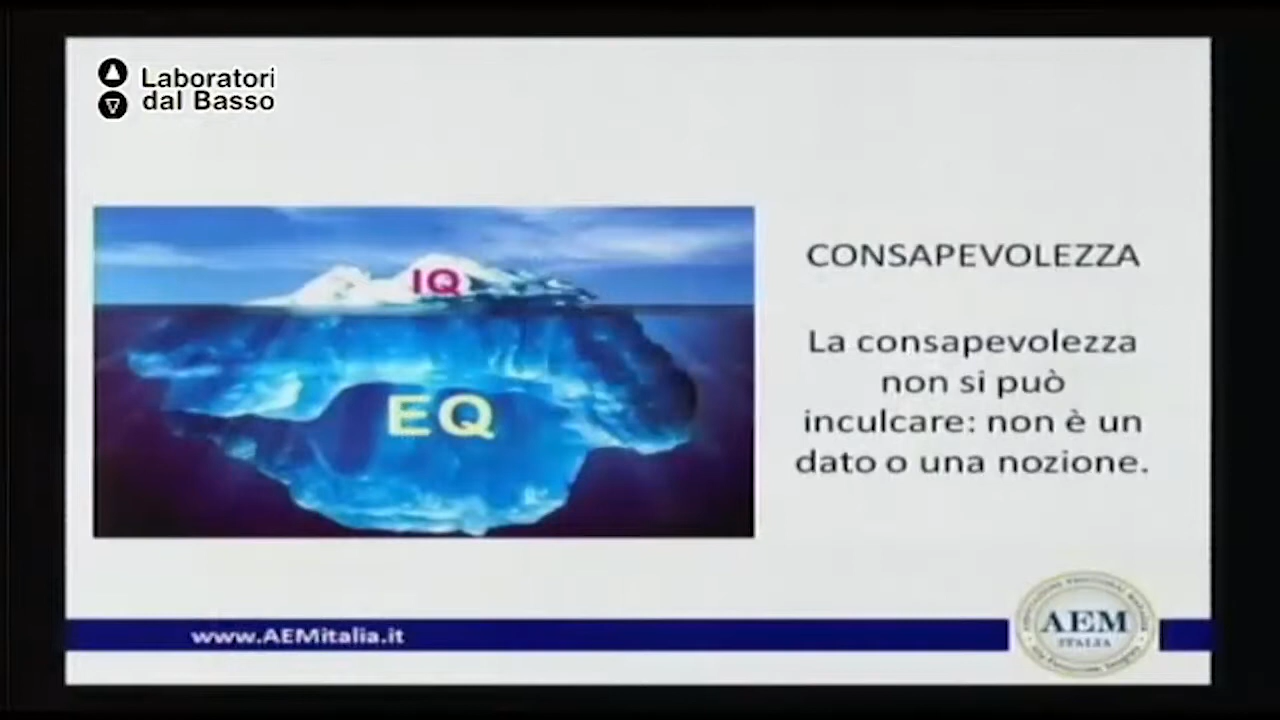 Laboratori
dal Basso
IQ
EQ
CONSAPEVOLEZZA
La consapevolezza
non si può
inculcare: non è un
dato o una nozione.
www.AEMitalia.it
AEM
ITALIA